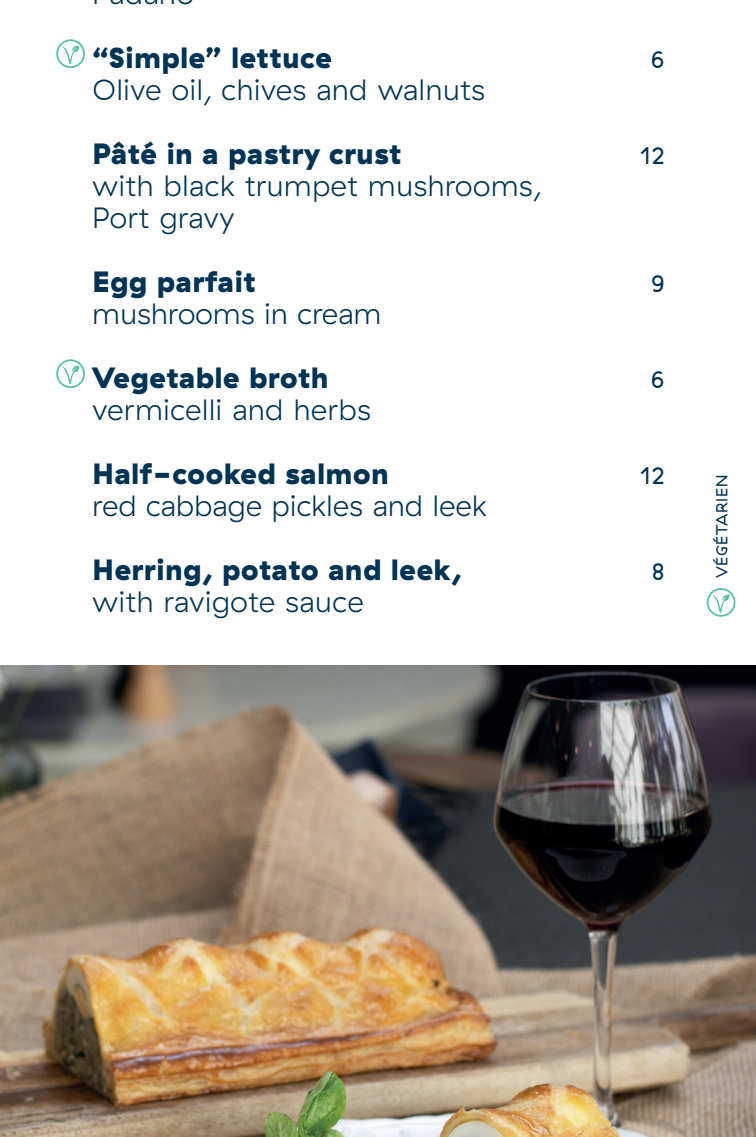 Padano
“Simple” lettuce 6
Olive oil, chives and walnuts
Pâté in a pastry crust 12
with black trumpet mushrooms,
Port gravy
Egg parfait 9
mushrooms in cream
Vegetable broth 6
vermicelli and herbs
Half-cooked salmon 12
red cabbage pickles and leek
Herring, potato and leek, 8
with ravigote sauce
VÉGÉTARIEN